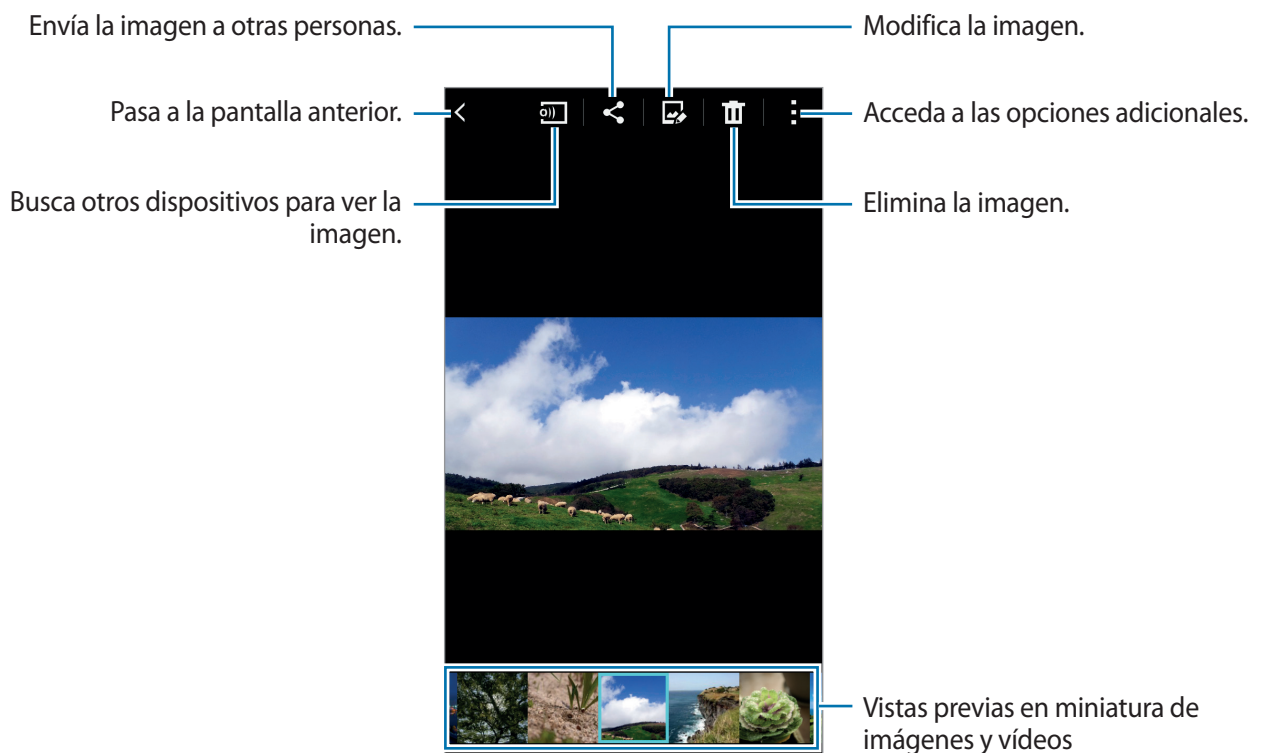 Envía la imagen a otras personas.
Modifica la imagen.
Pasa a la pantalla anterior.
Acceda a las opciones adicionales.
Busca otros dispositivos para ver la
imagen.
Elimina la imagen.
Vistas previas en miniatura de
imágenes y vídeos